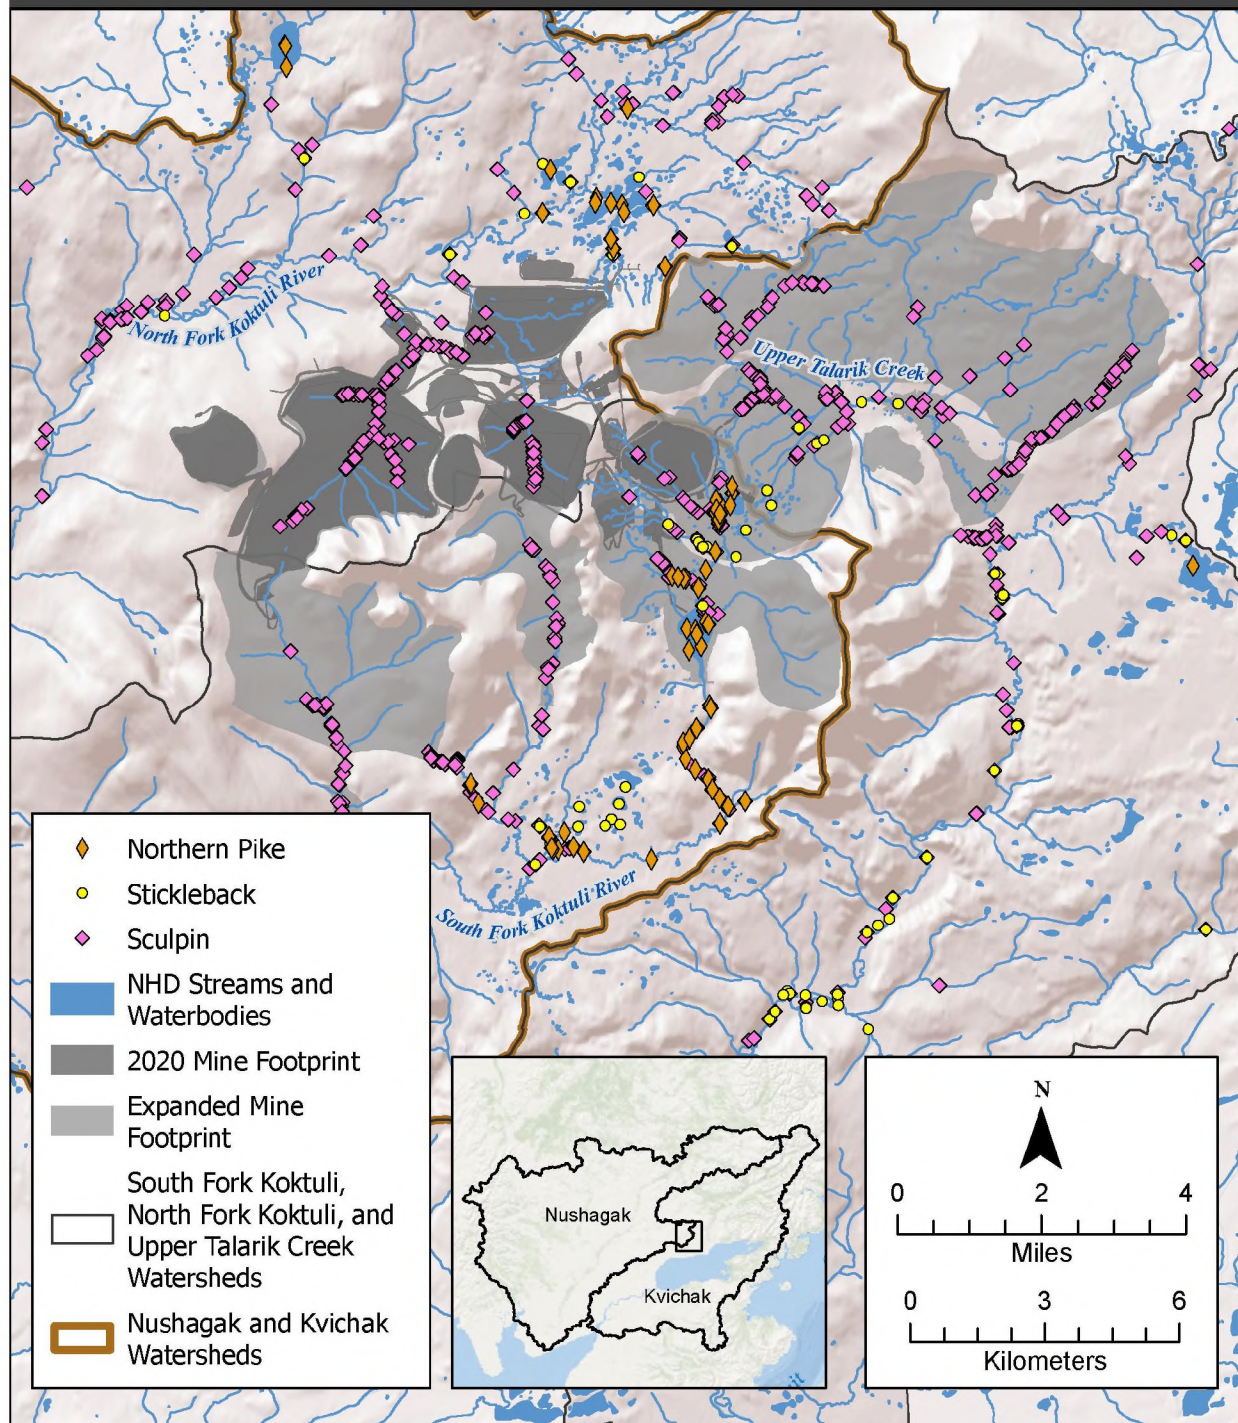 North Fork Koktuli River
Upper Talarik Creek
South Fork Koktuli River
Northern Pike
Stickleback
Sculpin
NHD Streams and
Waterbodies
2020 Mine Footprint
Expanded Mine
Footprint
South Fork Koktuli,
North Fork Koktuli, and
Upper Talarik Creek
Watersheds
Nushagak and Kvichak
Watersheds
Nushagak
Kvichak
N
0 2 4
Miles
0 3 6
Kilometers